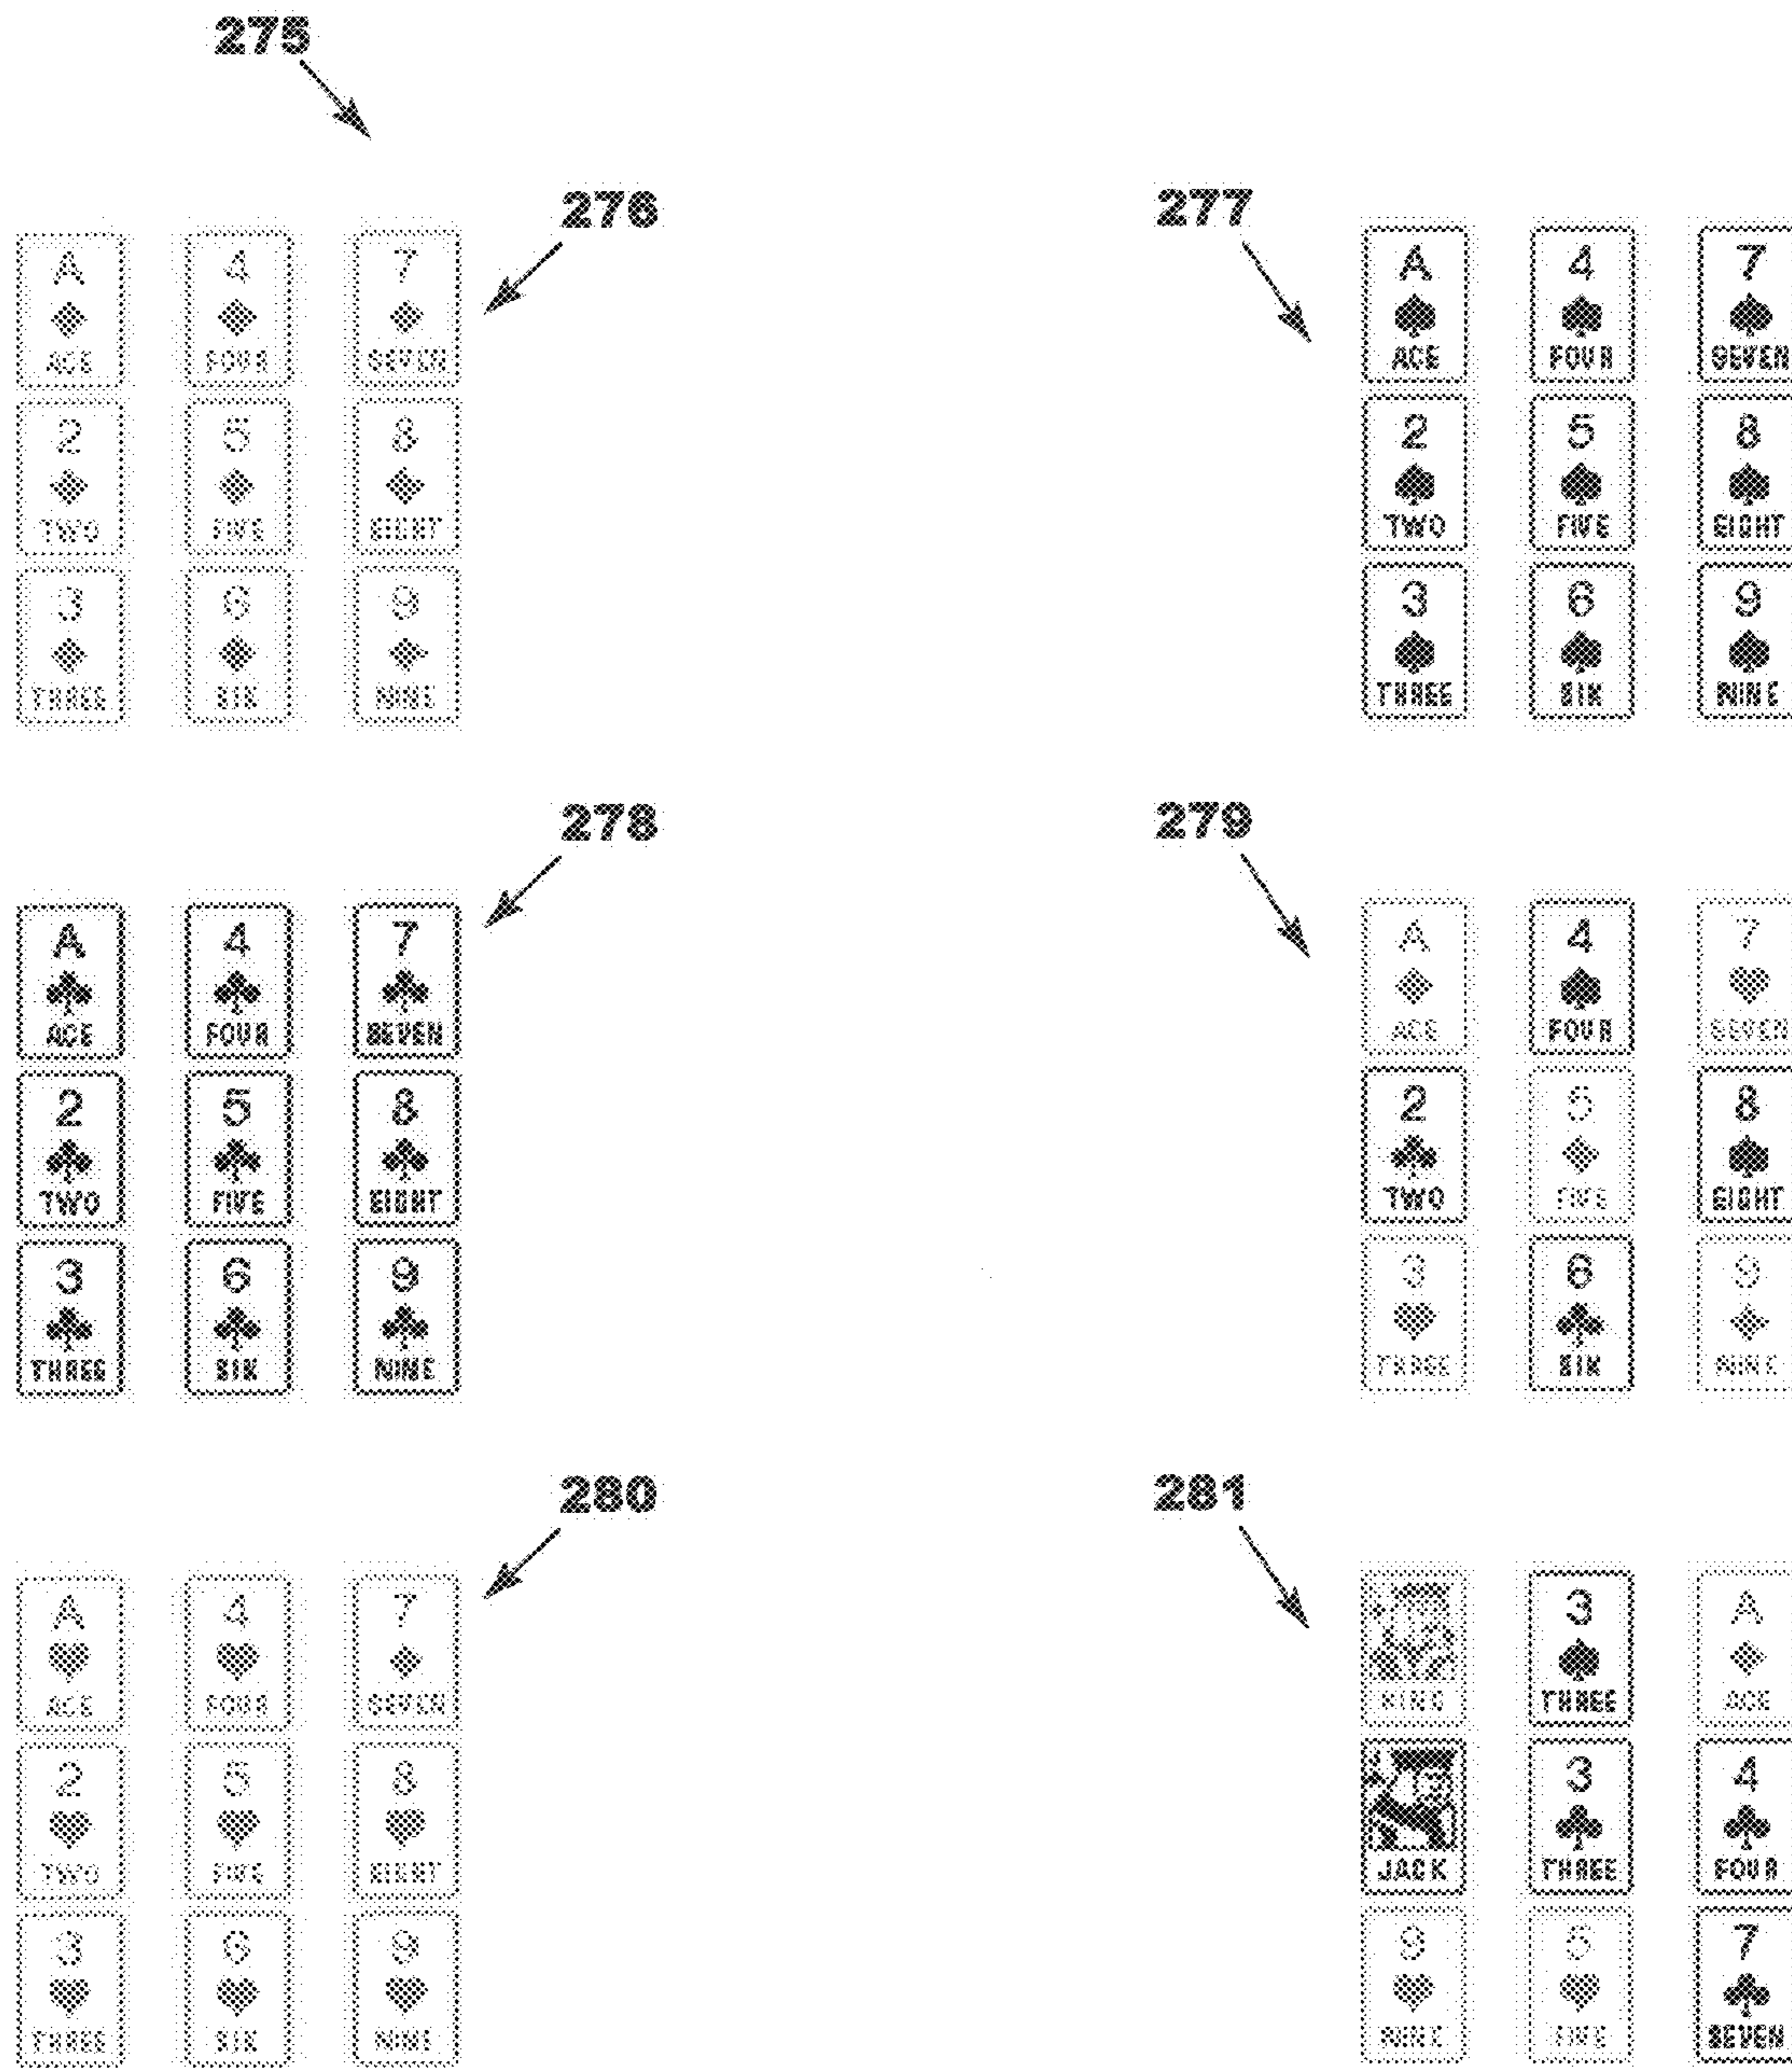 275
276
277
A 4 7
ACE FOUR SEVEN
2 5 8
TWO FIVE EIGHT
3 6 9
THREE SIX NINE
A 4 7
ACE FOUR SEVEN
2 5 8
TWO FIVE EIGHT
3 6 9
THREE SIX NINE
278
279
A 4 7
ACE FOUR SEVEN
2 5 8
TWO FIVE EIGHT
3 6 9
THREE SIX NINE
A 4 7
ACE FOUR SEVEN
2 5 8
TWO FIVE EIGHT
3 6 9
THREE SIX NINE
280
281
A 4 7
ACE FOUR SEVEN
2 5 8
TWO FIVE EIGHT
3 6 9
THREE SIX NINE
3 A
KING THREE ACE
3 4
JACK THREE FOUR
9 5 7
NINE FIVE SEVEN